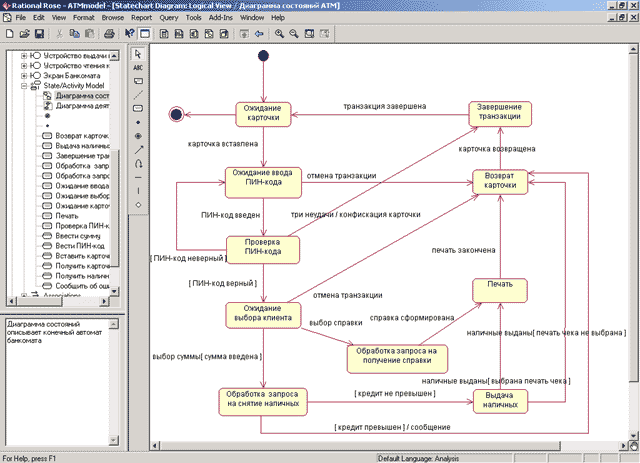 Rational Rose - ATMmodel - [Statechart Diagram: Logical View / Диаграмма состояний ATM]
File Edit View Format Browse Report Query Tools Add-Ins Window Help
Устройство выдачи
Устройство чтения к
Экран Банкомата
State/Activity Model
Диаграмма сост
Диаграмма деят
Возврат карточк
Выдача наличны
Завершение тран
Обработка запро
Обработка запро
Ожидание ввода
Ожидание выбор
Ожидание карточ
Печать
Проверка ПИН-ко
Ввести сумму
Вести ПИН-код
Вставить карточк
Получить карточк
Получить наличн
Сообщить об ош
Associations
Диаграмма состояний
описывает конечный автомат
банкомата
ABC
Ожидание
карточки
транзакция завершена
Завершение
транзакции
карточка вставлена
карточка возвращена
Ожидание ввода
ПИН-кода
отмена транзакции
Возврат
карточки
ПИН-код введен
три неудачи / конфискация карточки
Проверка
ПИН-кода
[ ПИН-код неверный ]
печать закончена
[ ПИН-код верный ]
Печать
отмена транзакции
Ожидание
выбора клиента
выбор справки
справка сформирована
наличные выданы[ печать чека не выбрана ]
Обработка запроса на
получение справки
выбор суммы[ сумма введена ]
наличные выданы[ выбрана печать чека ]
Обработка запроса
на снятие наличных
[ кредит не превышен ]
Выдача
наличных
[ кредит превышен ] / сообщение
For Help, press F1
Default Language: Analysis